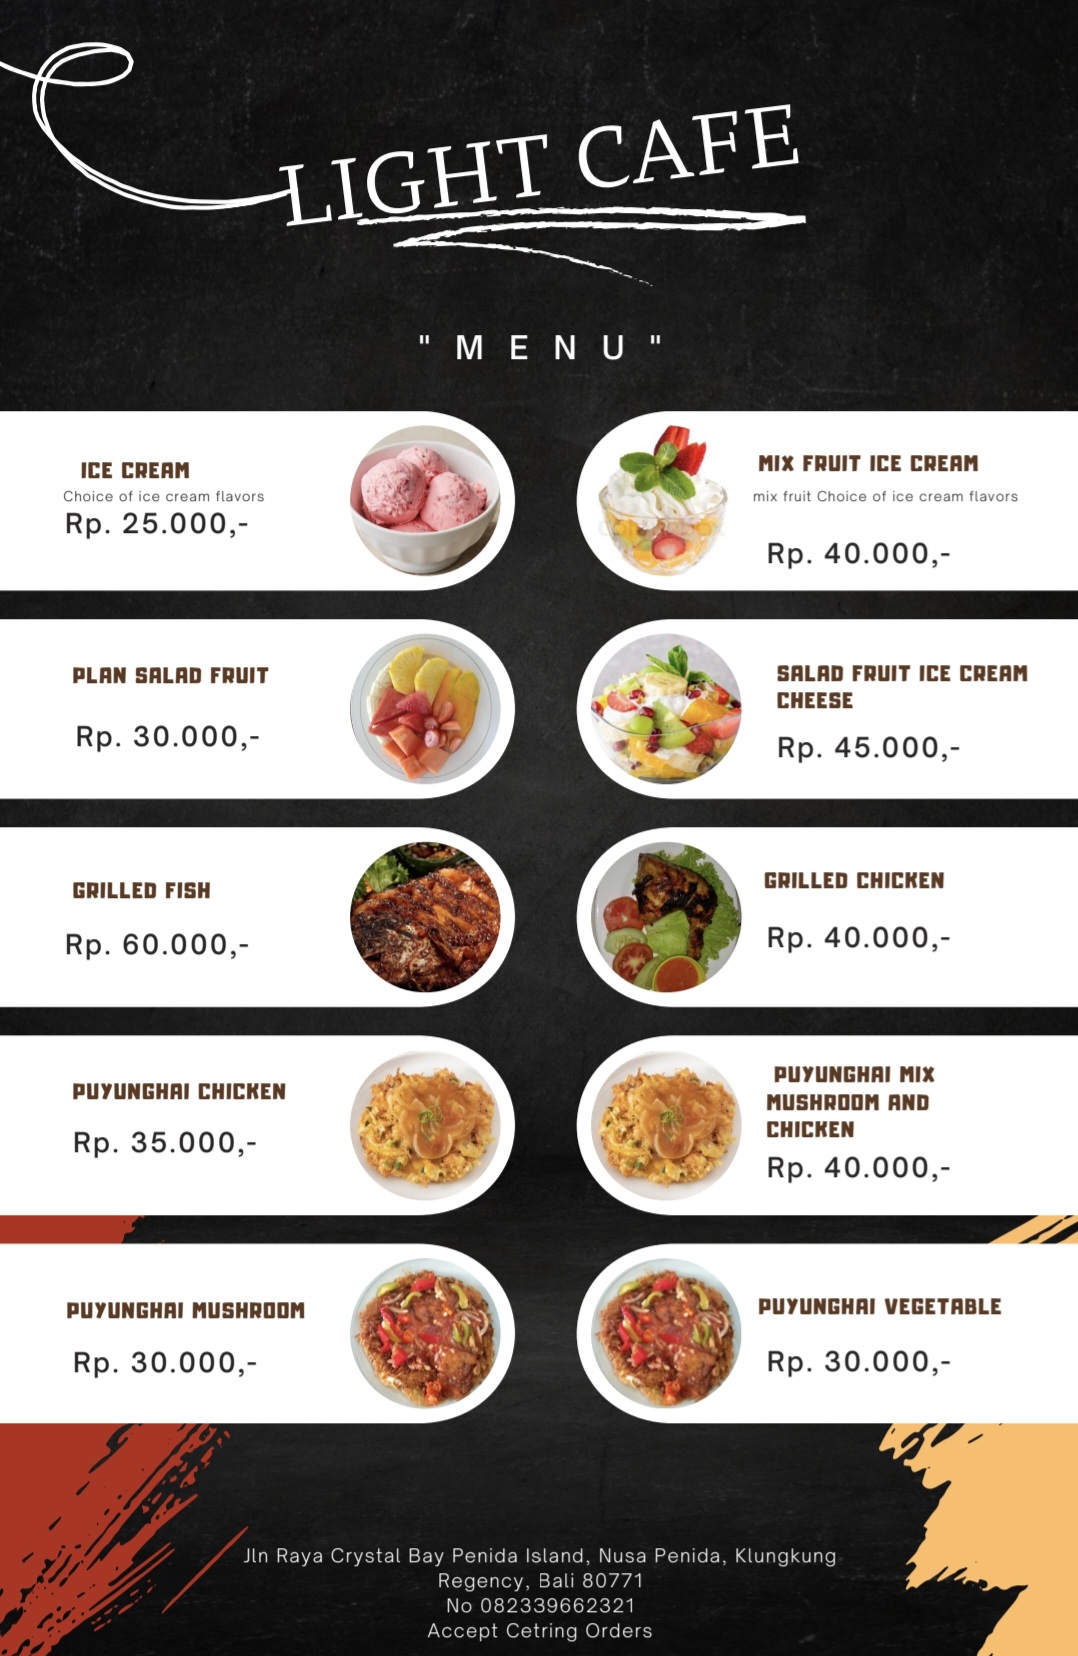 LIGHT CAFE
" M E N U "
ICE CREAM
Choice of ice cream flavors
Rp. 25.000,-
MIX FRUIT ICE CREAM
mix fruit Choice of ice cream flavors
Rp. 40.000,-
PLAN SALAD FRUIT
Rp. 30.000,-
SALAD FRUIT ICE CREAM
CHEESE
Rp. 45.000,-
GRILLED FISH
Rp. 60.000,-
GRILLED CHICKEN
Rp. 40.000,-
PUYUNGHAI CHICKEN
Rp. 35.000,-
PUYUNGHAI MIX
MUSHROOM AND
CHICKEN
Rp. 40.000,-
PUYUNGHAI MUSHROOM
Rp. 30.000,-
PUYUNGHAI VEGETABLE
Rp. 30.000,-
Jln Raya Crystal Bay Penida Island, Nusa Penida, Klungkung
Regency, Bali 80771
No 082339662321
Accept Cetring Orders